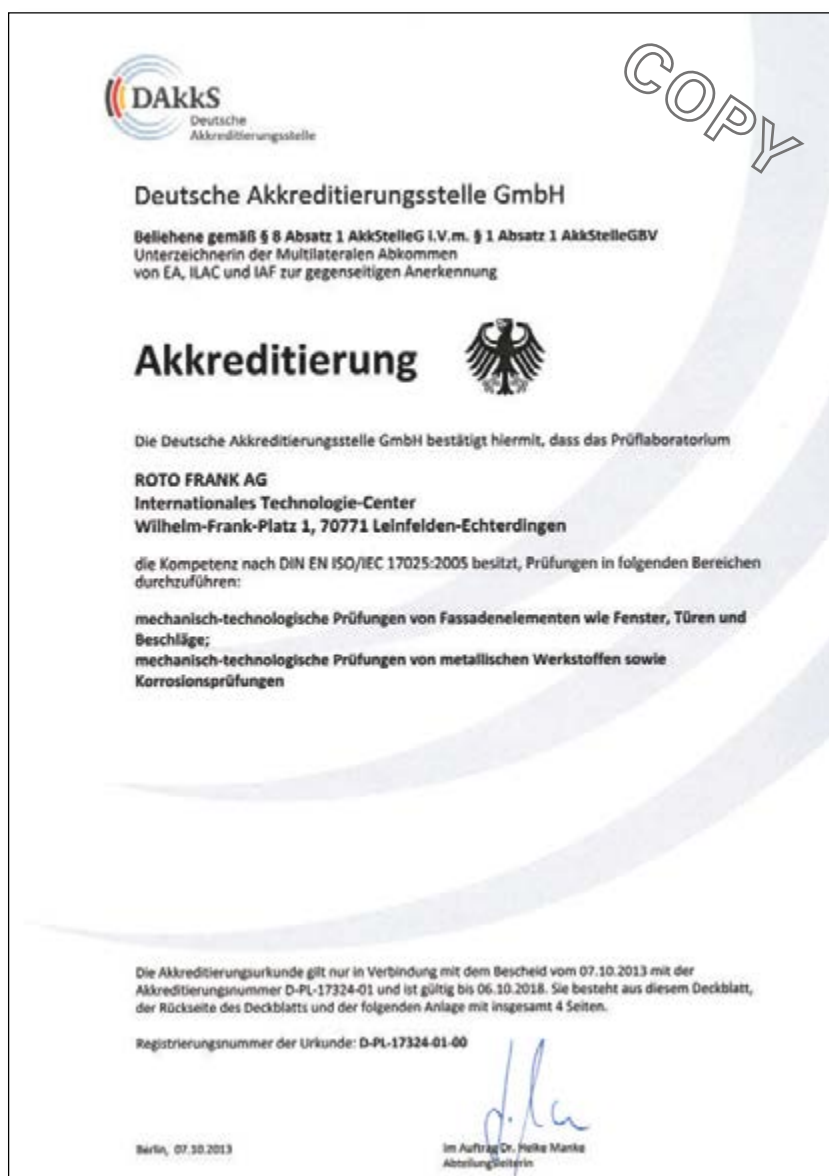 DAkkS
Deutsche
Akkreditierungsstelle
COPY
Deutsche Akkreditierungsstelle GmbH
Beliehene gemäß § 8 Absatz 1 AkkStelleG i.V.m. § 1 Absatz 1 AkkStelleGBV
Unterzeichnerin der Multilateralen Abkommen
von EA, ILAC und IAF zur gegenseitigen Anerkennung
Akkreditierung
Die Deutsche Akkreditierungsstelle GmbH bestätigt hiermit, dass das Prüflaboratorium
ROTO FRANK AG
Internationales Technologie-Center
Wilhelm-Frank-Platz 1, 70771 Leinfelden-Echterdingen
die Kompetenz nach DIN EN ISO/IEC 17025:2005 besitzt, Prüfungen in folgenden Bereichen
durchzuführen:
mechanisch-technologische Prüfungen von Fassadenelementen wie Fenster, Türen und
Beschläge;
mechanisch-technologische Prüfungen von metallischen Werkstoffen sowie
Korrosionsprüfungen
Die Akkreditierungsurkunde gilt nur in Verbindung mit dem Bescheid vom 07.10.2013 mit der
Akkreditierungsnummer D-PL-17324-01 und ist gültig bis 06.10.2018. Sie besteht aus diesem Deckblatt,
der Rückseite des Deckblatts und der folgenden Anlage mit insgesamt 4 Seiten.
Registrierungsnummer der Urkunde: D-PL-17324-01-00
Berlin, 07.10.2013
Im Auftrag Dr. Heike Manke
Abteilungsleiterin